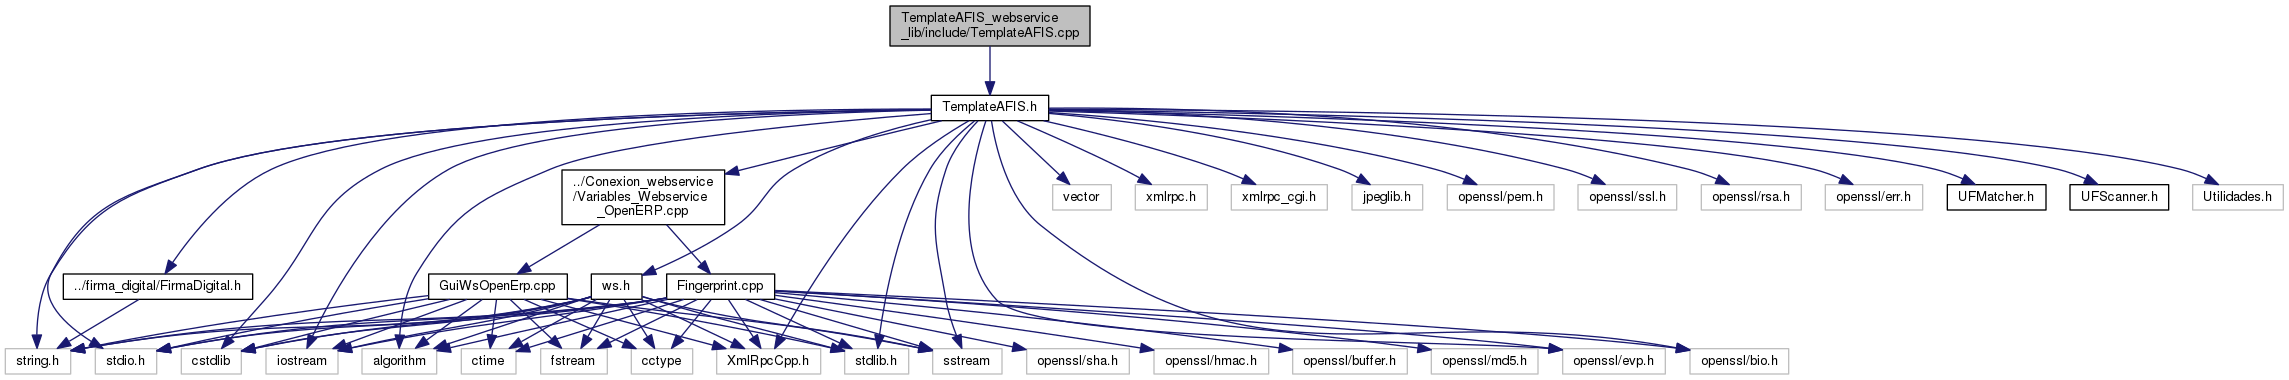 TemplateAFIS_webservice
_lib/include/TemplateAFIS.cpp
TemplateAFIS.h
../Conexion_webservice
/Variables_Webservice
_OpenERP.cpp
vector
xmlrpc.h
xmlrpc_cgi.h
jpeglib.h
openssl/pem.h
openssl/ssl.h
openssl/rsa.h
openssl/err.h
UFMatcher.h
UFScanner.h
Utilidades.h
../firma_digital/FirmaDigital.h
GuiWsOpenErp.cpp
ws.h
Fingerprint.cpp
string.h
stdio.h
cstdlib
iostream
algorithm
ctime
fstream
cctype
XmlRpcCpp.h
stdlib.h
sstream
openssl/sha.h
openssl/hmac.h
openssl/buffer.h
openssl/md5.h
openssl/evp.h
openssl/bio.h